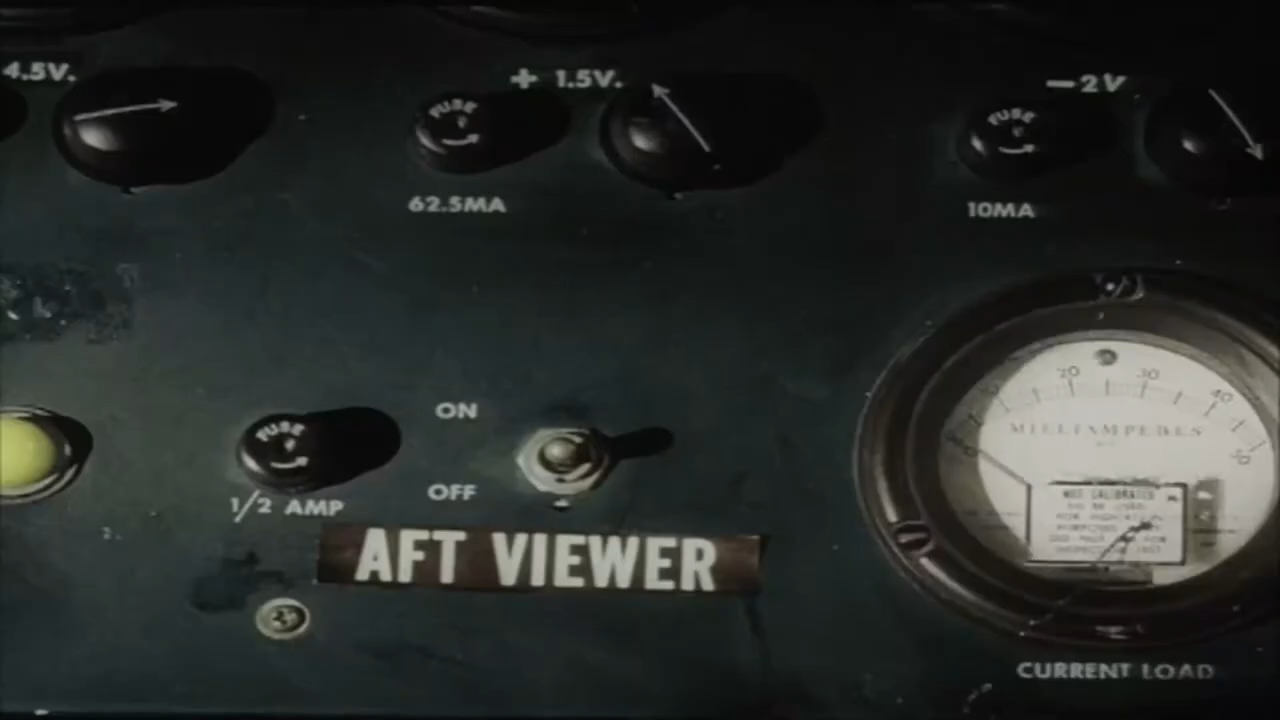 4.5V.
+ 1.5V.
-2V
FUSE
FUSE
62.5MA
10MA
20
30
40
50
MILLIAMPERES
ON
FUSE
OFF
1/2 AMP
NOT CALIBRATED
AFT VIEWER
CURRENT LOAD